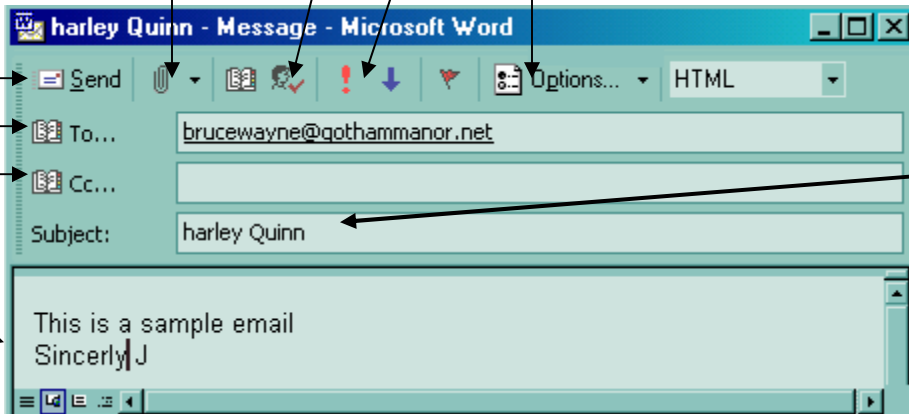 harley Quinn - Message - Microsoft Word
Send Options... HTML
To... brucewayne@gothammanor.net
Cc...
Subject: harley Quinn
This is a sample email
Sincerly J